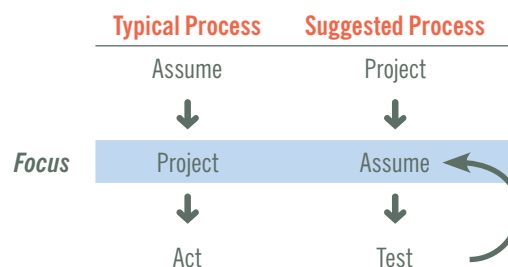 Typical Process Suggested Process
Assume Project
Focus Project Assume
Act Test